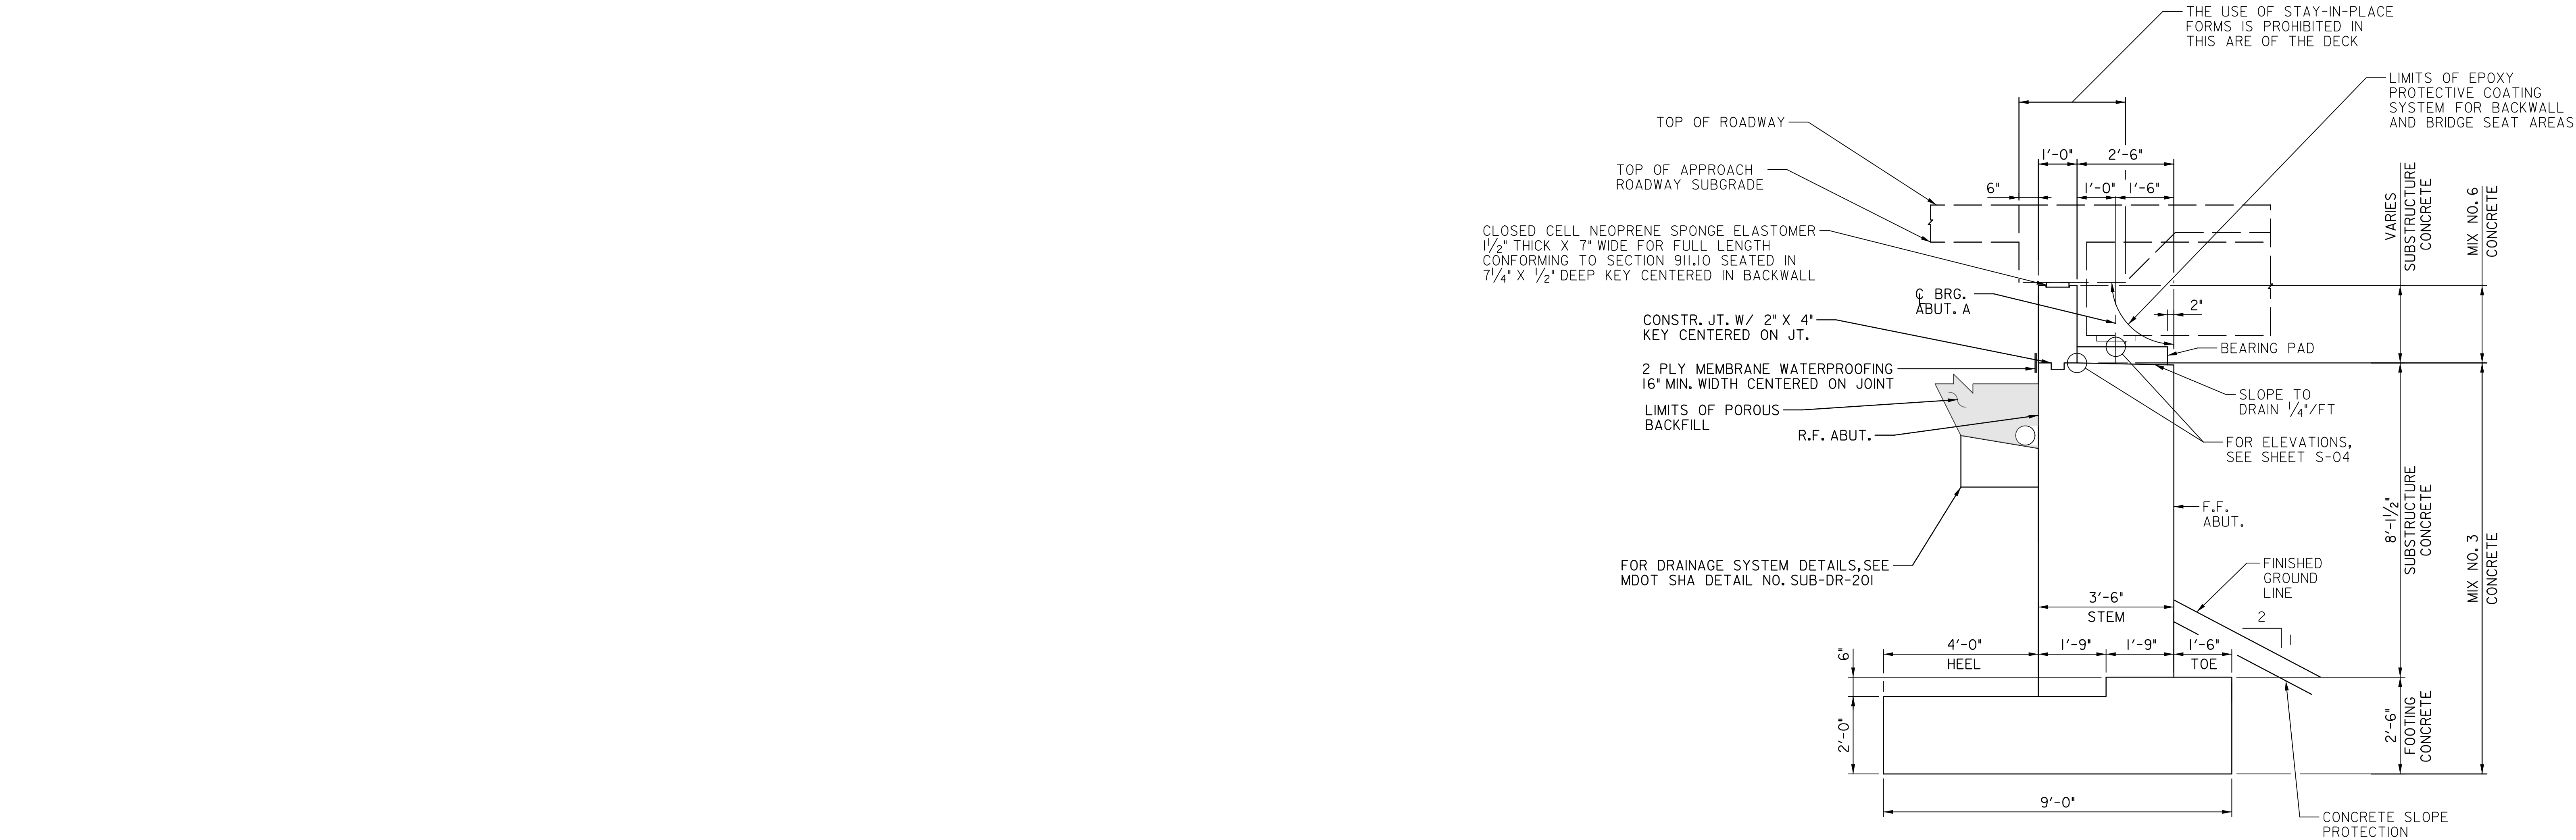 THE USE OF STAY-IN-PLACE
FORMS IS PROHIBITED IN
THIS ARE OF THE DECK
LIMITS OF EPOXY
PROTECTIVE COATING
SYSTEM FOR BACKWALL
AND BRIDGE SEAT AREAS
TOP OF ROADWAY
1'-0"
2'-6"
TOP OF APPROACH
ROADWAY SUBGRADE
6"
1'-0"
1'-6"
VARIES
SUBSTRUCTURE
CONCRETE
MIX NO. 6
CONCRETE
CLOSED CELL NEOPRENE SPONGE ELASTOMER
1 1/2" THICK X 7" WIDE FOR FULL LENGTH
CONFORMING TO SECTION 911.10 SEATED IN
7 1/4" X 1/2" DEEP KEY CENTERED IN BACKWALL
℄ BRG.
ABUT. A
2"
CONSTR. JT. W/ 2" X 4"
KEY CENTERED ON JT.
BEARING PAD
2 PLY MEMBRANE WATERPROOFING
16" MIN. WIDTH CENTERED ON JOINT
SLOPE TO
DRAIN 1/4"/FT
LIMITS OF POROUS
BACKFILL
R.F. ABUT.
FOR ELEVATIONS,
SEE SHEET S-04
8'-1 1/2"
SUBSTRUCTURE
CONCRETE
MIX NO. 3
CONCRETE
F.F.
ABUT.
FOR DRAINAGE SYSTEM DETAILS, SEE
MDOT SHA DETAIL NO. SUB-DR-201
FINISHED
GROUND
LINE
3'-6"
STEM
2
1
4'-0"
HEEL
1'-9"
1'-9"
1'-6"
TOE
6"
2'-0"
2'-6"
FOOTING
CONCRETE
9'-0"
CONCRETE SLOPE
PROTECTION